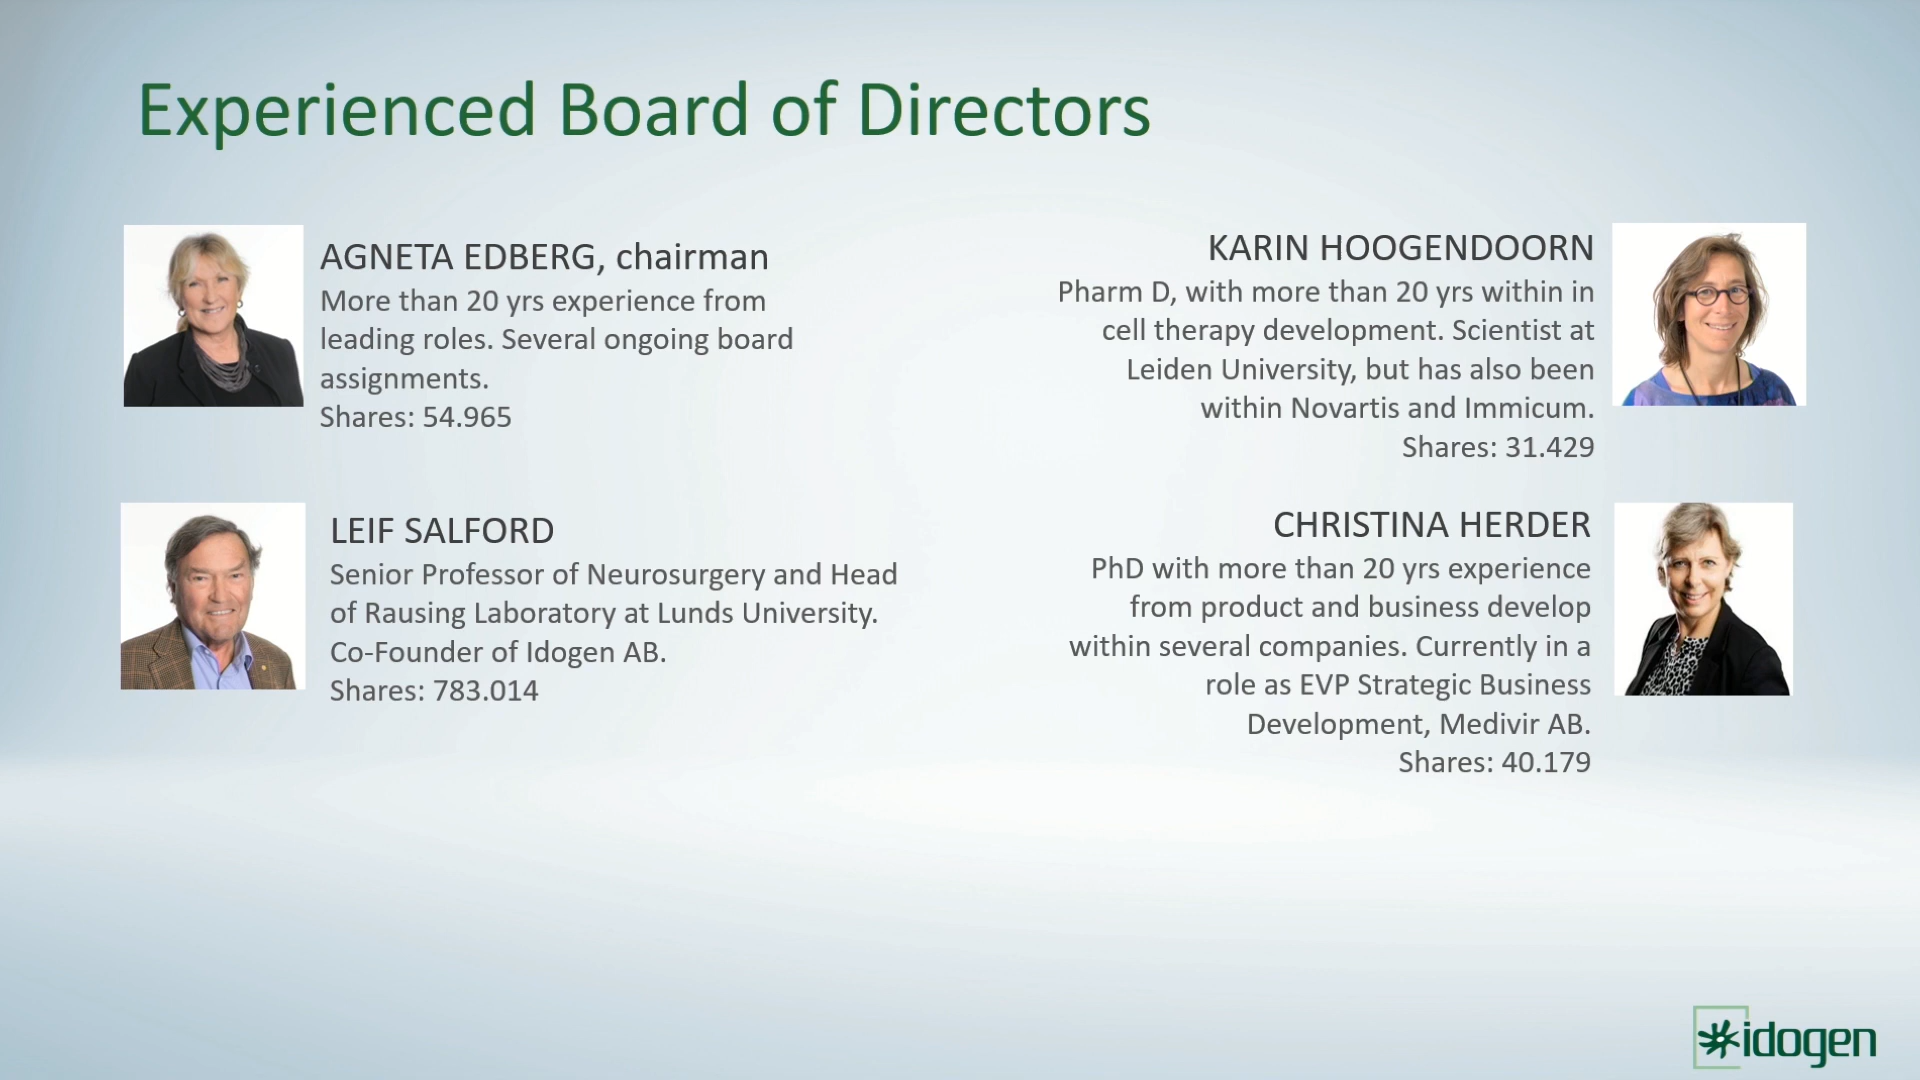 Experienced Board of Directors
AGNETA EDBERG, chairman
More than 20 yrs experience from
leading roles. Several ongoing board
assignments.
Shares: 54.965
KARIN HOOGENDOORN
Pharm D, with more than 20 yrs within in
cell therapy development. Scientist at
Leiden University, but has also been
within Novartis and Immicum.
Shares: 31.429
LEIF SALFORD
Senior Professor of Neurosurgery and Head
of Rausing Laboratory at Lunds University.
Co-Founder of Idogen AB.
Shares: 783.014
CHRISTINA HERDER
PhD with more than 20 yrs experience
from product and business develop
within several companies. Currently in a
role as EVP Strategic Business
Development, Medivir AB.
Shares: 40.179
idogen